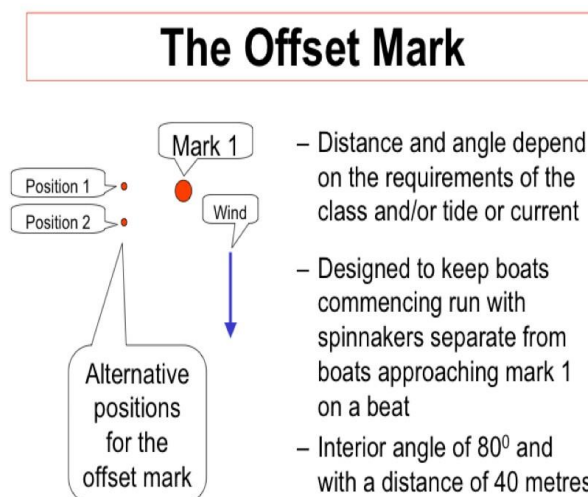 The Offset Mark
Mark 1
Position 1
Position 2
Wind
Alternative
positions
for the
offset mark
– Distance and angle depend
on the requirements of the
class and/or tide or current
– Designed to keep boats
commencing run with
spinnakers separate from
boats approaching mark 1
on a beat
– Interior angle of 80⁰ and
with a distance of 40 metres